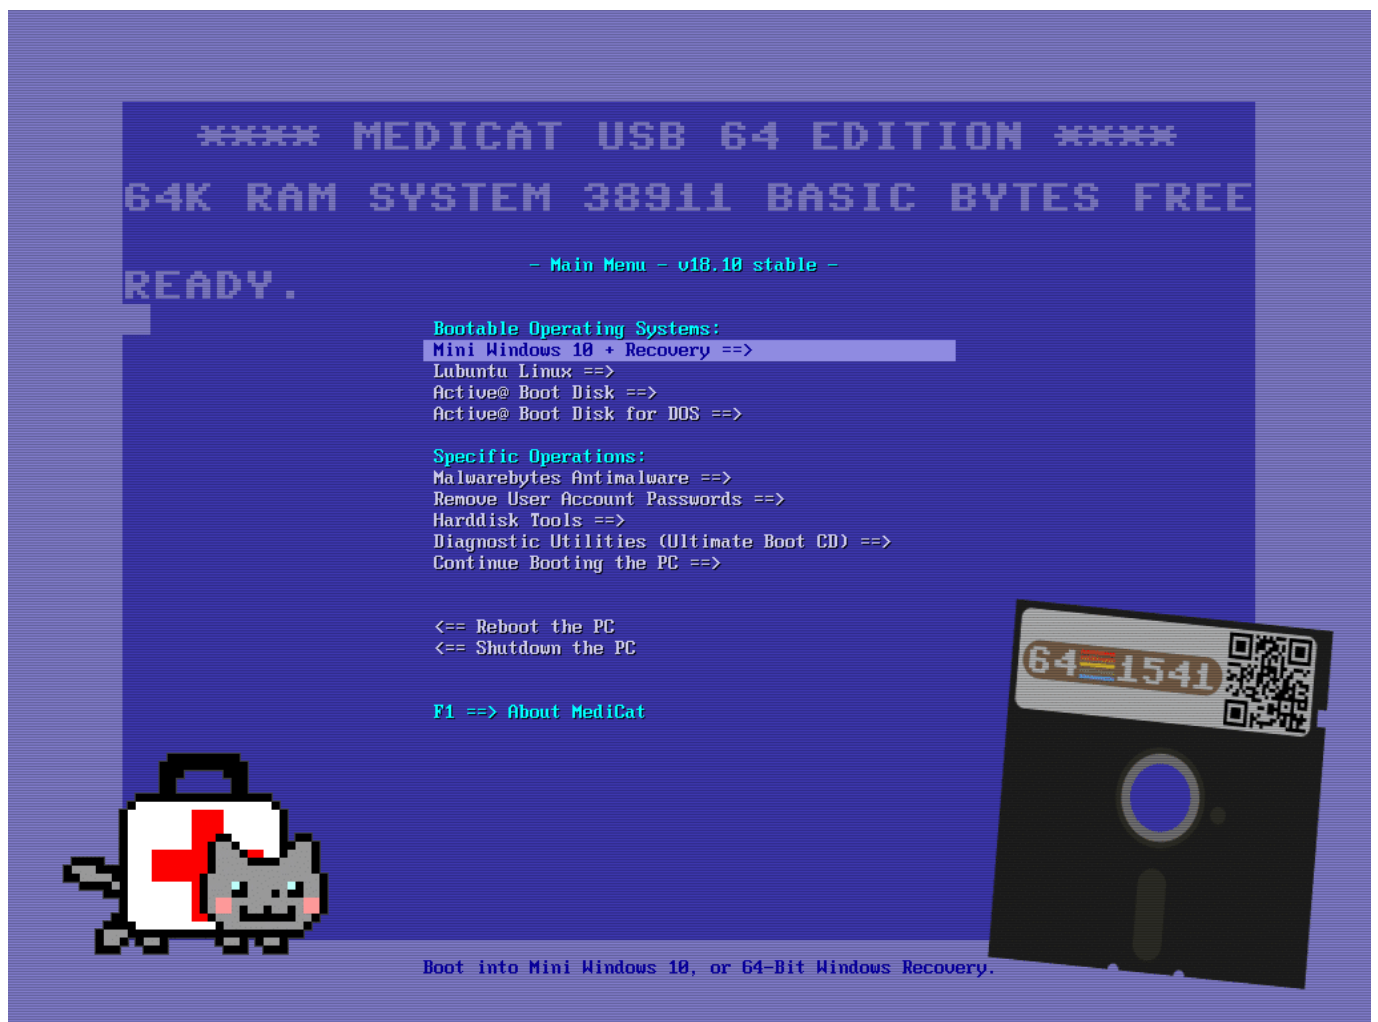 **** MEDICAT USB 64 EDITION ****
64K RAM SYSTEM 38911 BASIC BYTES FREE
- Main Menu - v18.10 stable -
READY.
Bootable Operating Systems:
Mini Windows 10 + Recovery ==>
Lubuntu Linux ==>
Active@ Boot Disk ==>
Active@ Boot Disk for DOS ==>
Specific Operations:
Malwarebytes Antimalware ==>
Remove User Account Passwords ==>
Harddisk Tools ==>
Diagnostic Utilities (Ultimate Boot CD) ==>
Continue Booting the PC ==>
<== Reboot the PC
<== Shutdown the PC
64 1541
F1 ==> About MediCat
Boot into Mini Windows 10, or 64-Bit Windows Recovery.